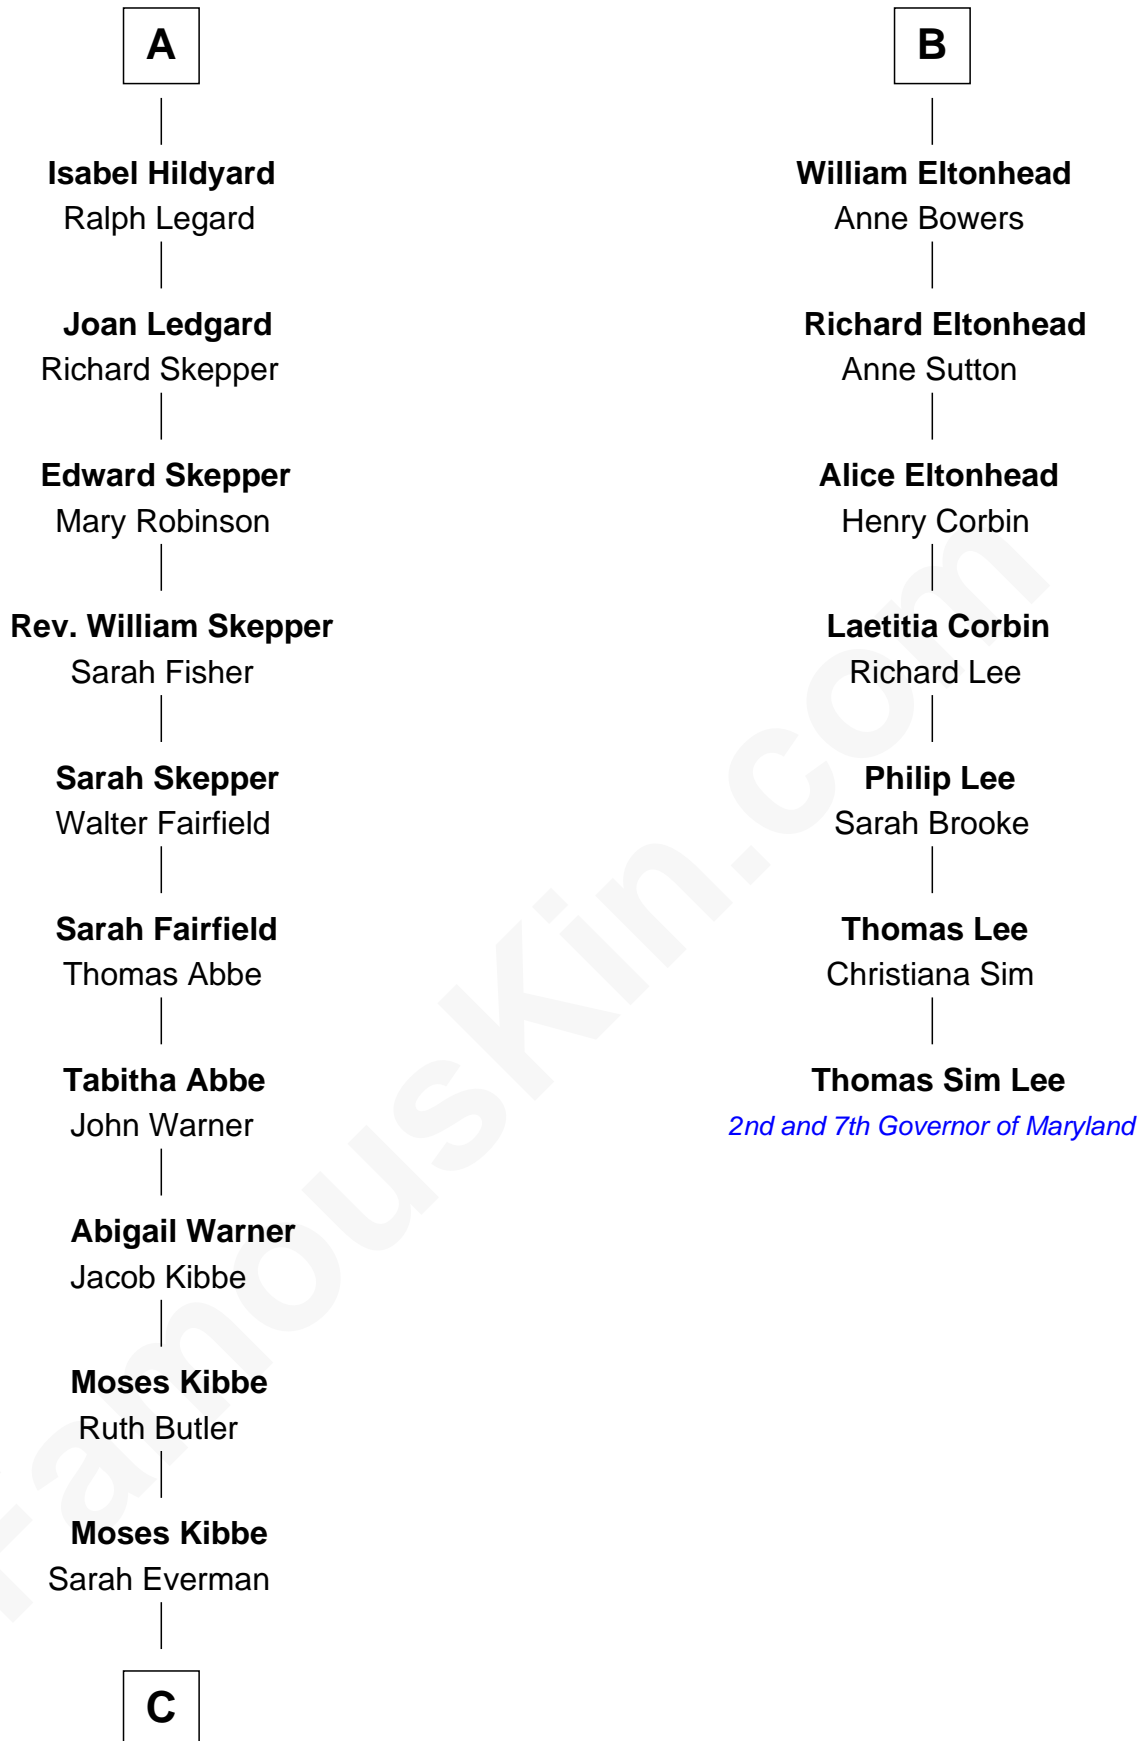 A
Isabel Hildyard
Ralph Legard
Joan Ledgard
Richard Skepper
Edward Skepper
Mary Robinson
Rev. William Skepper
Sarah Fisher
Sarah Skepper
Walter Fairfield
Sarah Fairfield
Thomas Abbe
Tabitha Abbe
John Warner
Abigail Warner
Jacob Kibbe
Moses Kibbe
Ruth Butler
Moses Kibbe
Sarah Everman
C
B
William Eltonhead
Anne Bowers
Richard Eltonhead
Anne Sutton
Alice Eltonhead
Henry Corbin
Laetitia Corbin
Richard Lee
Philip Lee
Sarah Brooke
Thomas Lee
Christiana Sim
Thomas Sim Lee
2nd and 7th Governor of Maryland
FamousKin.com